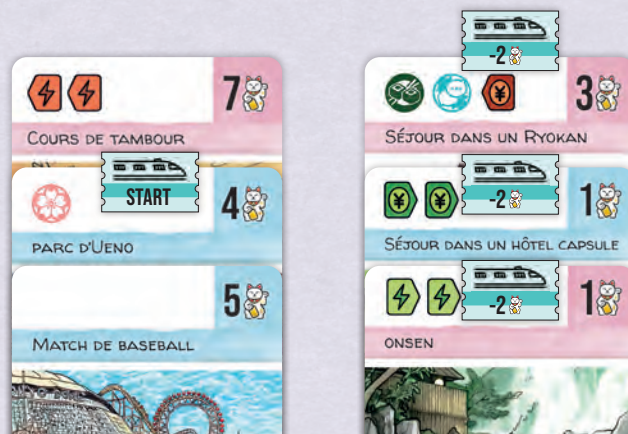 7
COURS DE TAMBOUR
START
4
PARC D'UENO
5
MATCH DE BASEBALL
-2
¥
3
SÉJOUR DANS UN RYOKAN
¥ ¥
-2
1
SÉJOUR DANS UN HÔTEL CAPSULE
-2
1
ONSEN